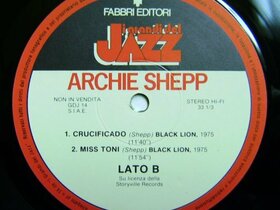 FABBRI EDITORI
I grandi del
JAZZ
ARCHIE SHEPP
NON IN VENDITA
GDJ 14
S.I.A.E.
STEREO HI-FI
33 1/3
1. CRUCIFICADO (Shepp) BLACK LION, 1975
(11'40")
2. MISS TONI (Shepp) BLACK LION, 1975
(11'54")
LATO B
Su licenza della
Storyville Records